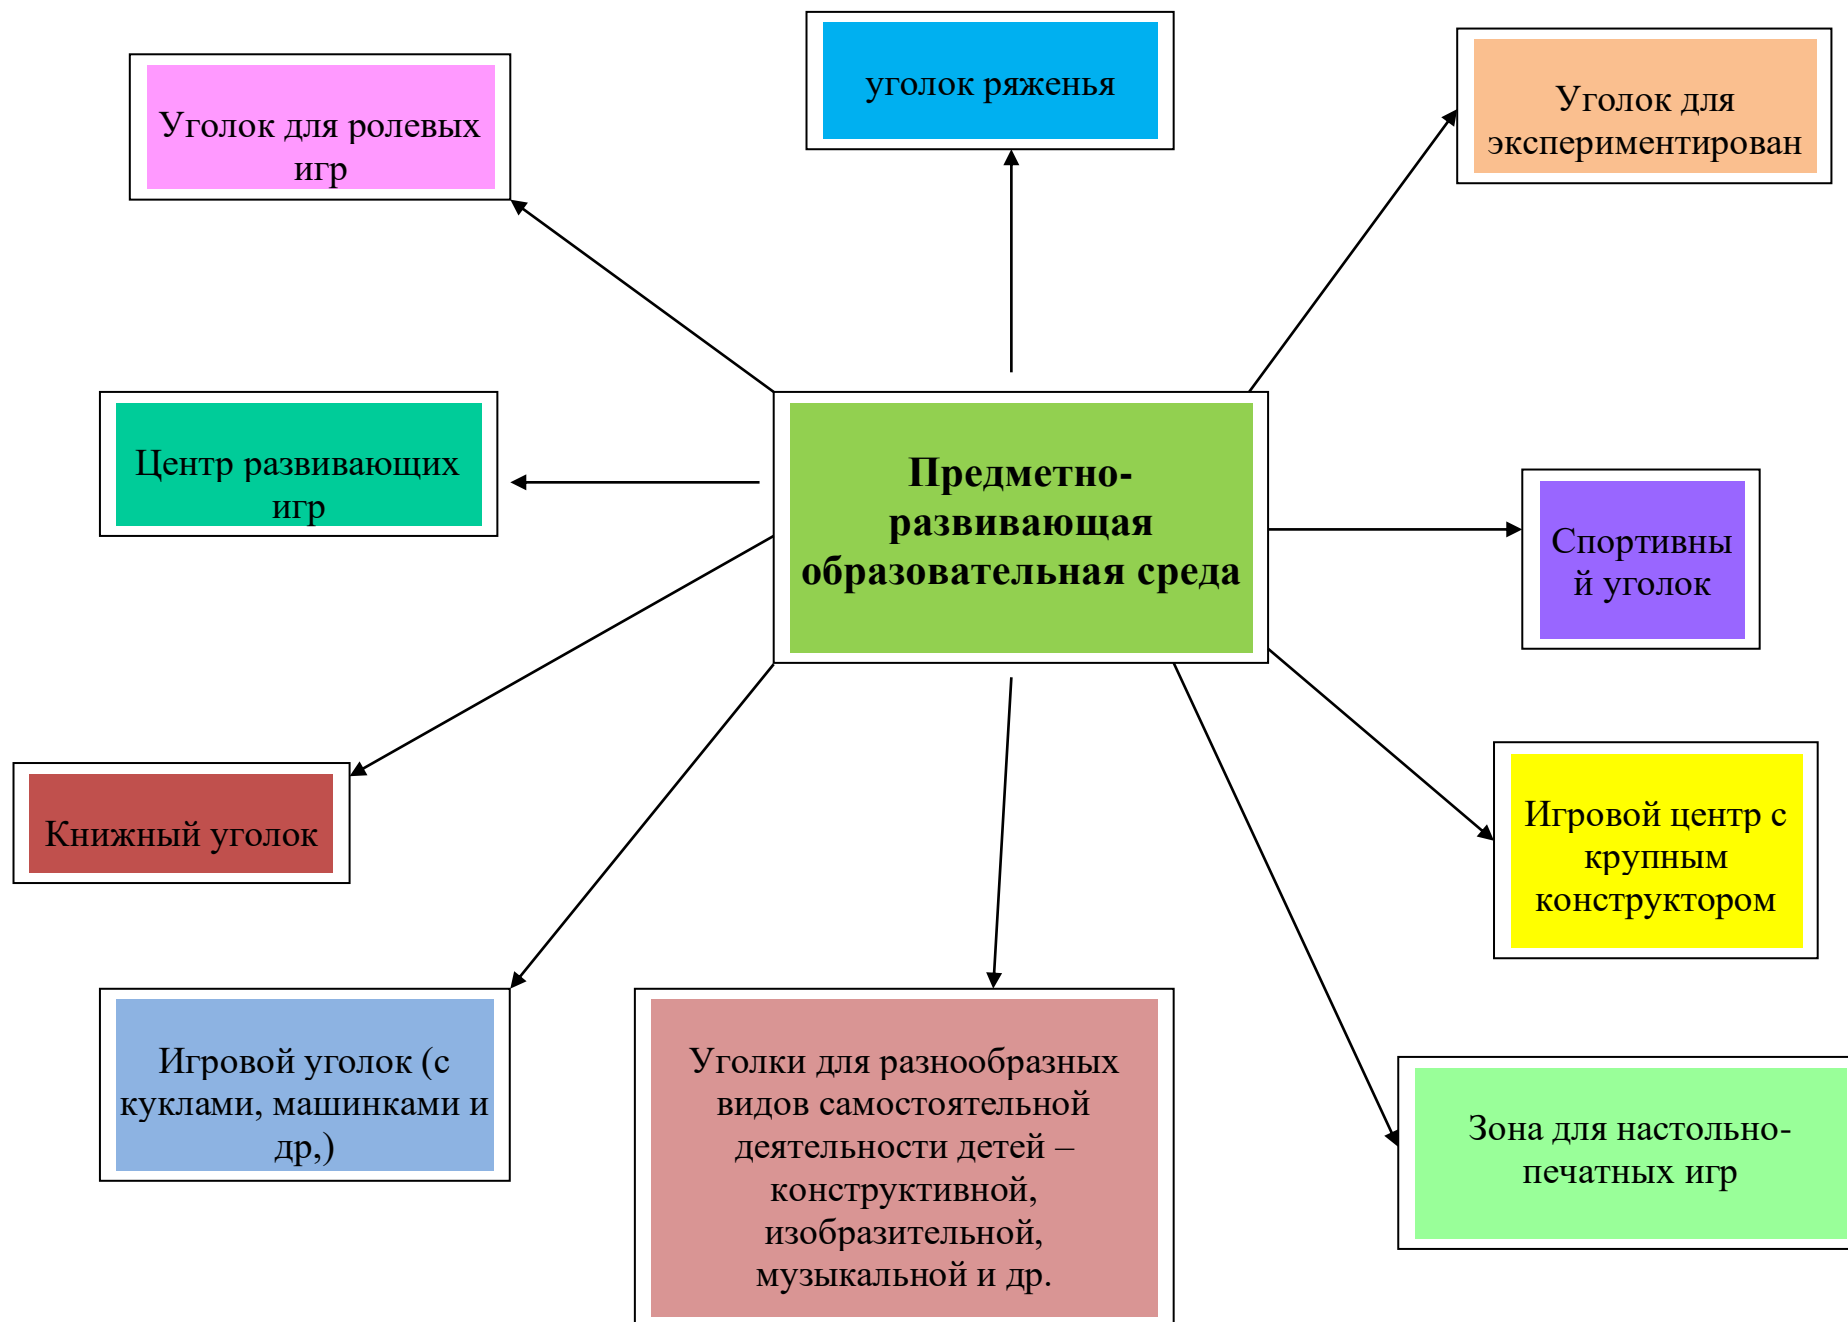 уголок ряженья
Уголок для ролевых
игр
Уголок для
экспериментирован
Центр развивающих
игр
Предметно-
развивающая
образовательная среда
Спортивны
й уголок
Книжный уголок
Игровой центр с
крупным
конструктором
Игровой уголок (с
куклами, машинками и
др,)
Уголки для разнообразных
видов самостоятельной
деятельности детей –
конструктивной,
изобразительной,
музыкальной и др.
Зона для настольно-
печатных игр